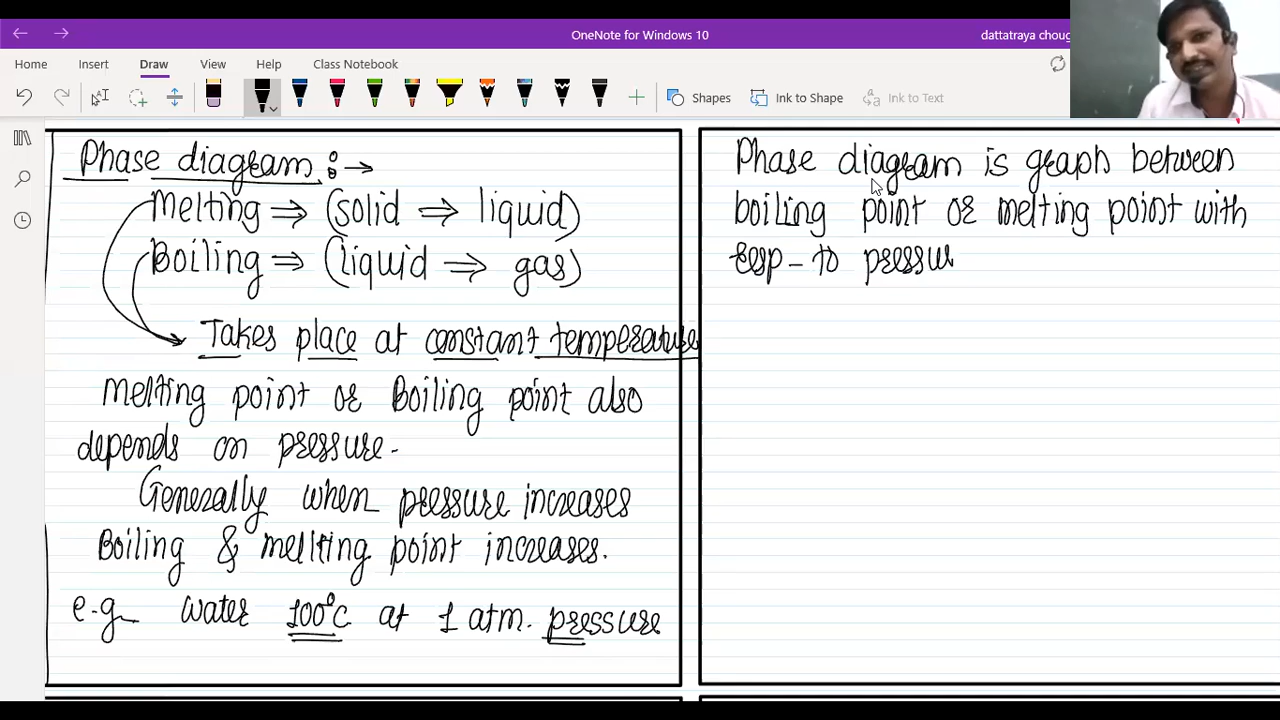 OneNote for Windows 10
dattatraya choug
Home Insert Draw View Help Class Notebook
Shapes Ink to Shape Ink to Text
Phase diagram :→
Melting ⇒ (solid ⇒ liquid)
Boiling ⇒ (liquid ⇒ gas)
Takes place at constant temperature
Melting point or Boiling point also
depends on pressure.
Generally when pressure increases
Boiling & mellting point increases.
e.g. water 100°C at 1 atm. pressure
Phase diagram is graph between
boiling point or melting point with
resp- to pressur